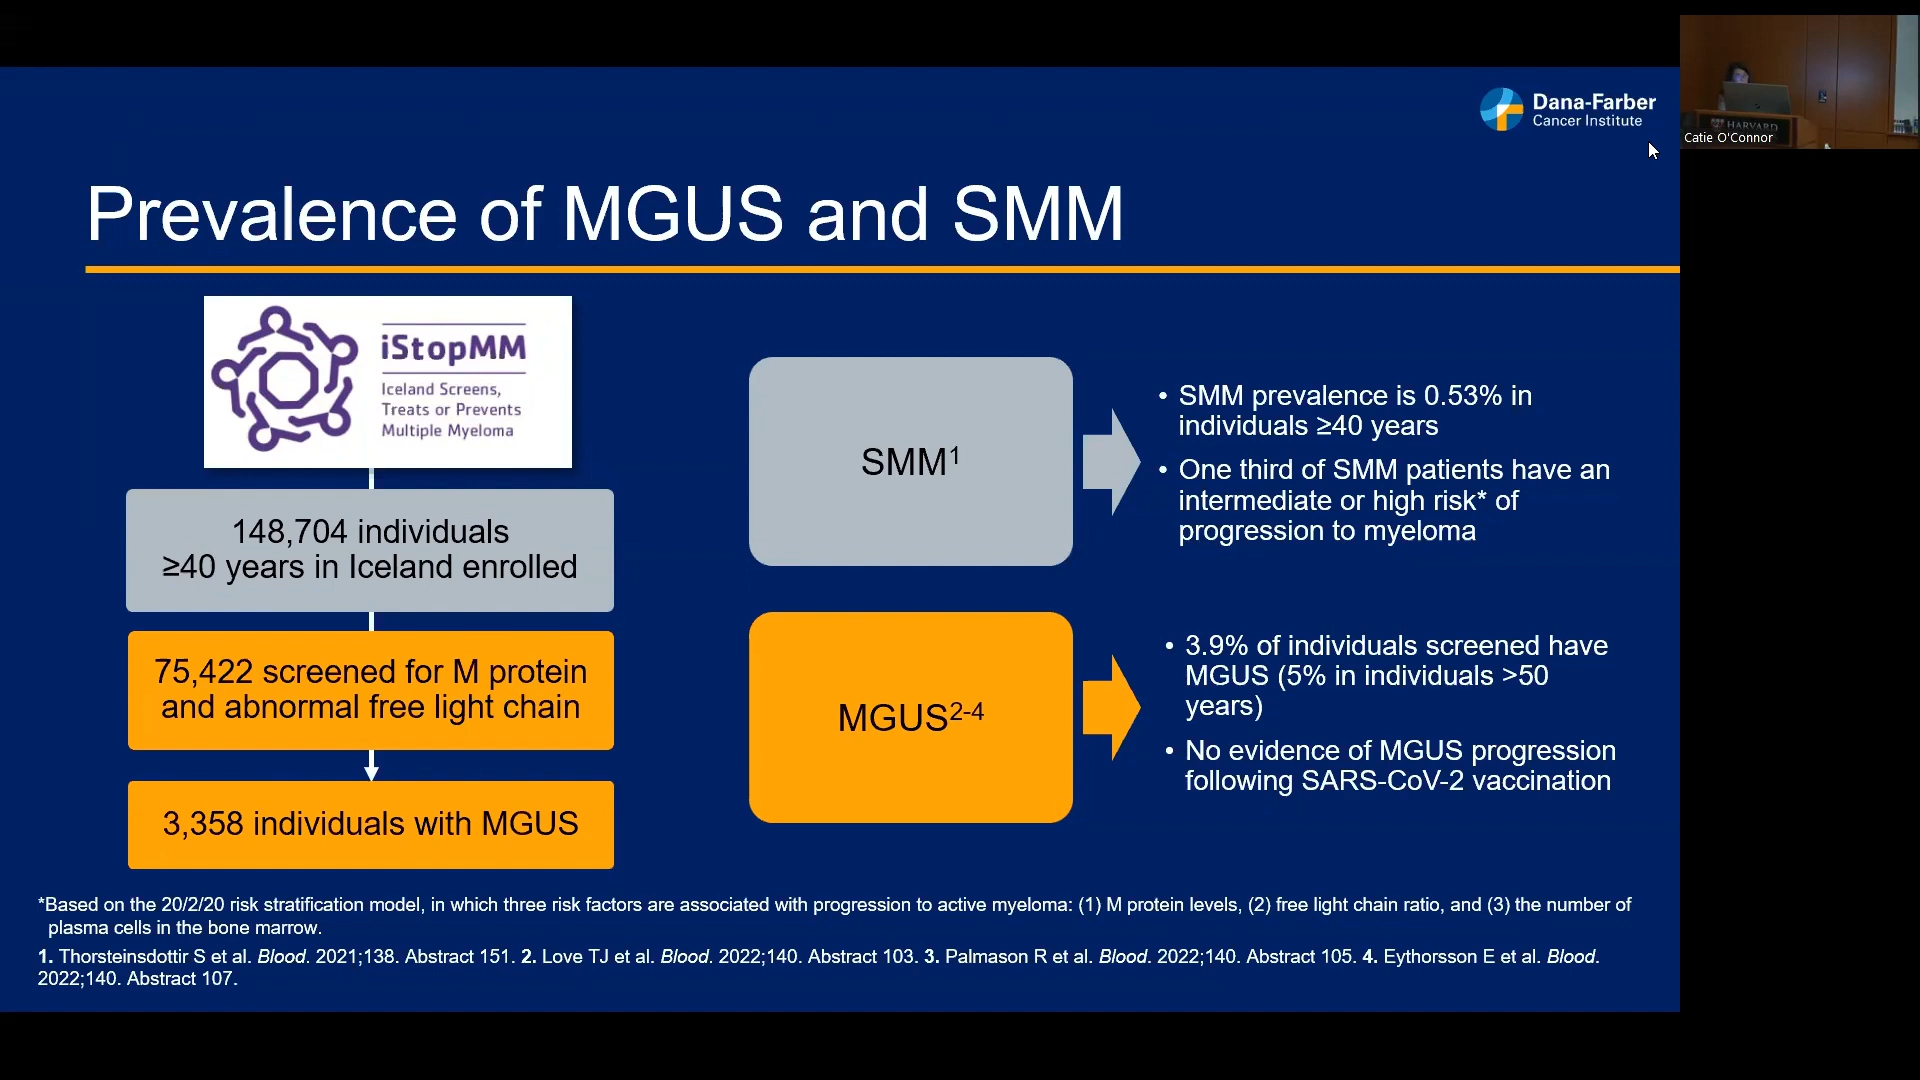 Dana-Farber
Cancer Institute
HARVARD
Catie O'Connor
Prevalence of MGUS and SMM
iStopMM
Iceland Screens,
Treats or Prevents
Multiple Myeloma
148,704 individuals
≥40 years in Iceland enrolled
75,422 screened for M protein
and abnormal free light chain
3,358 individuals with MGUS
SMM¹
• SMM prevalence is 0.53% in
individuals ≥40 years
• One third of SMM patients have an
intermediate or high risk* of
progression to myeloma
MGUS²⁻⁴
• 3.9% of individuals screened have
MGUS (5% in individuals >50
years)
• No evidence of MGUS progression
following SARS-CoV-2 vaccination
*Based on the 20/2/20 risk stratification model, in which three risk factors are associated with progression to active myeloma: (1) M protein levels, (2) free light chain ratio, and (3) the number of
plasma cells in the bone marrow.
1. Thorsteinsdottir S et al. Blood. 2021;138. Abstract 151. 2. Love TJ et al. Blood. 2022;140. Abstract 103. 3. Palmason R et al. Blood. 2022;140. Abstract 105. 4. Eythorsson E et al. Blood.
2022;140. Abstract 107.